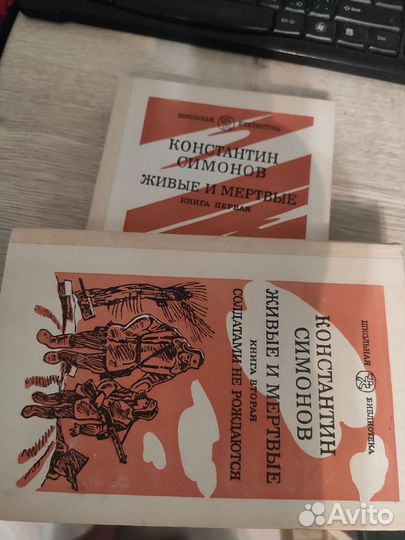 ШКОЛЬНАЯ БИБЛИОТЕКА
КОНСТАНТИН
СИМОНОВ
ЖИВЫЕ И МЕРТВЫЕ
КНИГА ПЕРВАЯ
ШКОЛЬНАЯ БИБЛИОТЕКА
КОНСТАНТИН
СИМОНОВ
ЖИВЫЕ И МЕРТВЫЕ
КНИГА ВТОРАЯ
СОЛДАТАМИ НЕ РОЖДАЮТСЯ
Avito